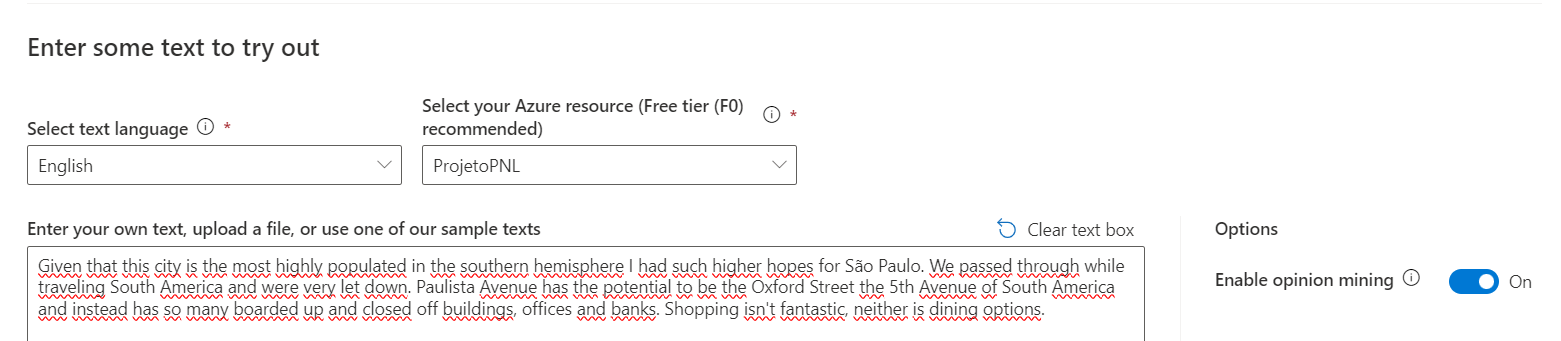 Enter some text to try out
Select text language *
Select your Azure resource (Free tier (F0)
recommended) *
English
ProjetoPNL
Enter your own text, upload a file, or use one of our sample texts
Clear text box
Given that this city is the most highly populated in the southern hemisphere I had such higher hopes for São Paulo. We passed through while
traveling South America and were very let down. Paulista Avenue has the potential to be the Oxford Street the 5th Avenue of South America
and instead has so many boarded up and closed off buildings, offices and banks. Shopping isn't fantastic, neither is dining options.
Options
Enable opinion mining
On